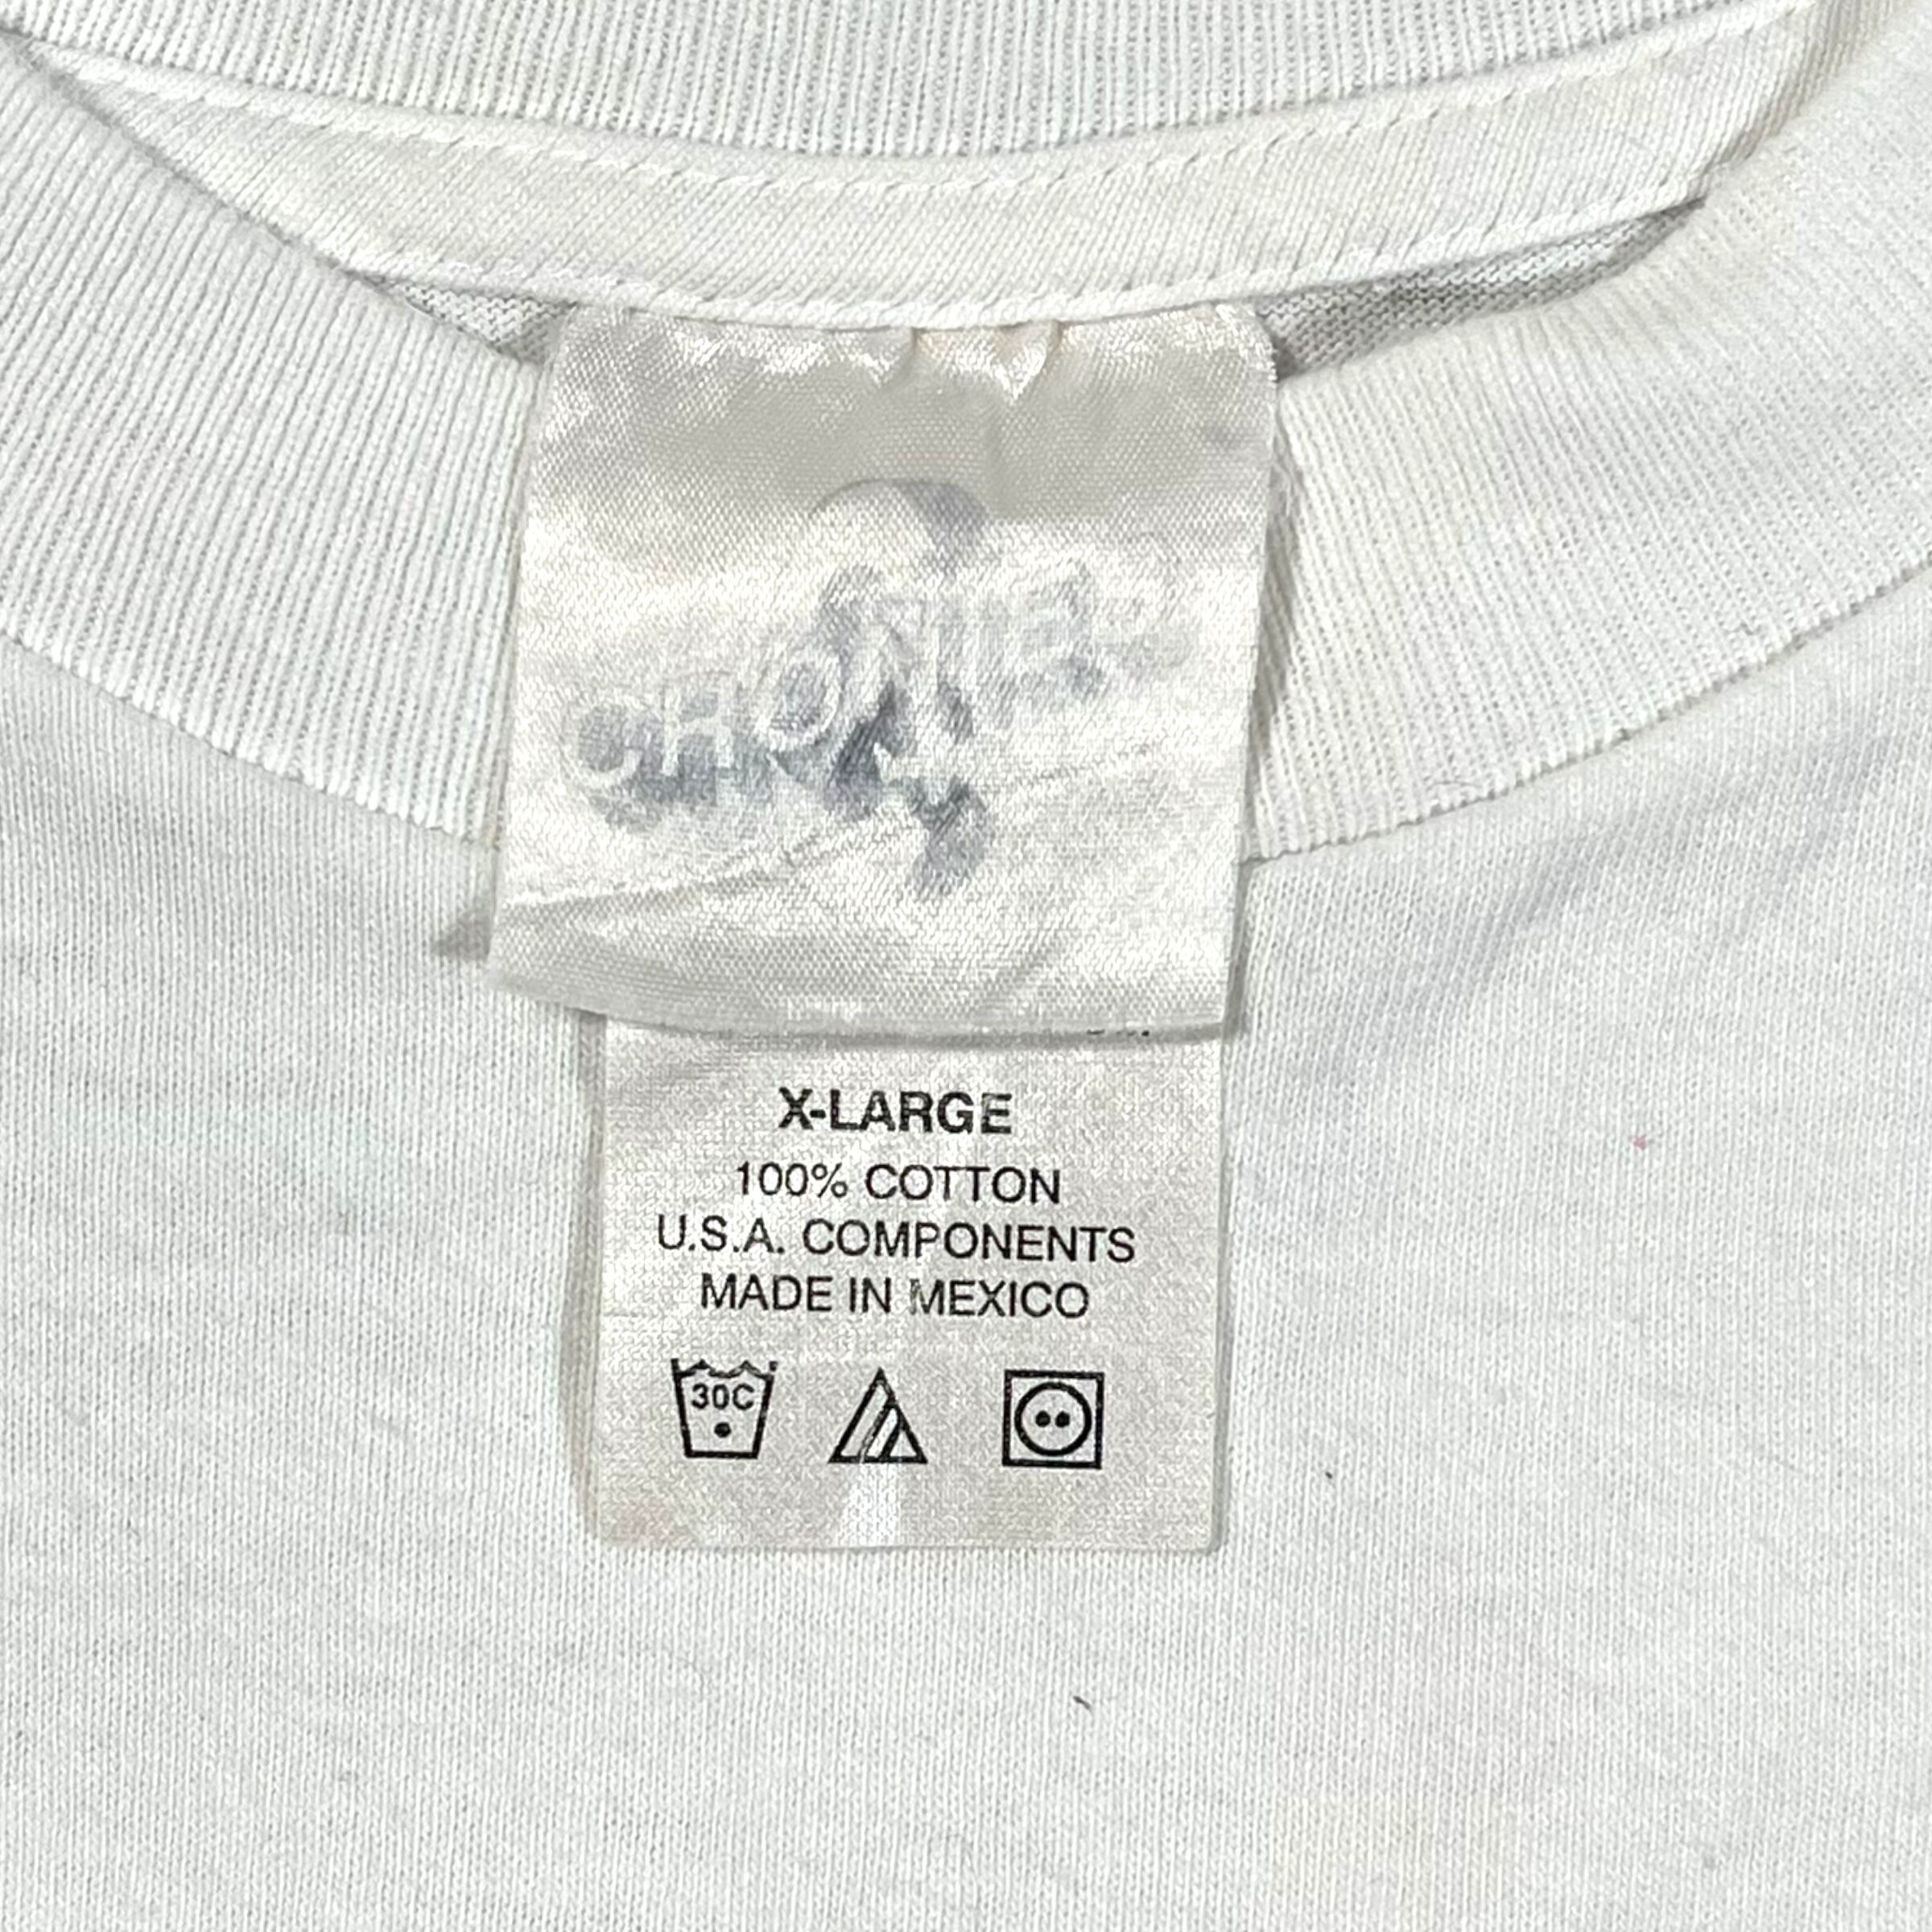 X-LARGE
100% COTTON
U.S.A. COMPONENTS
MADE IN MEXICO
30C